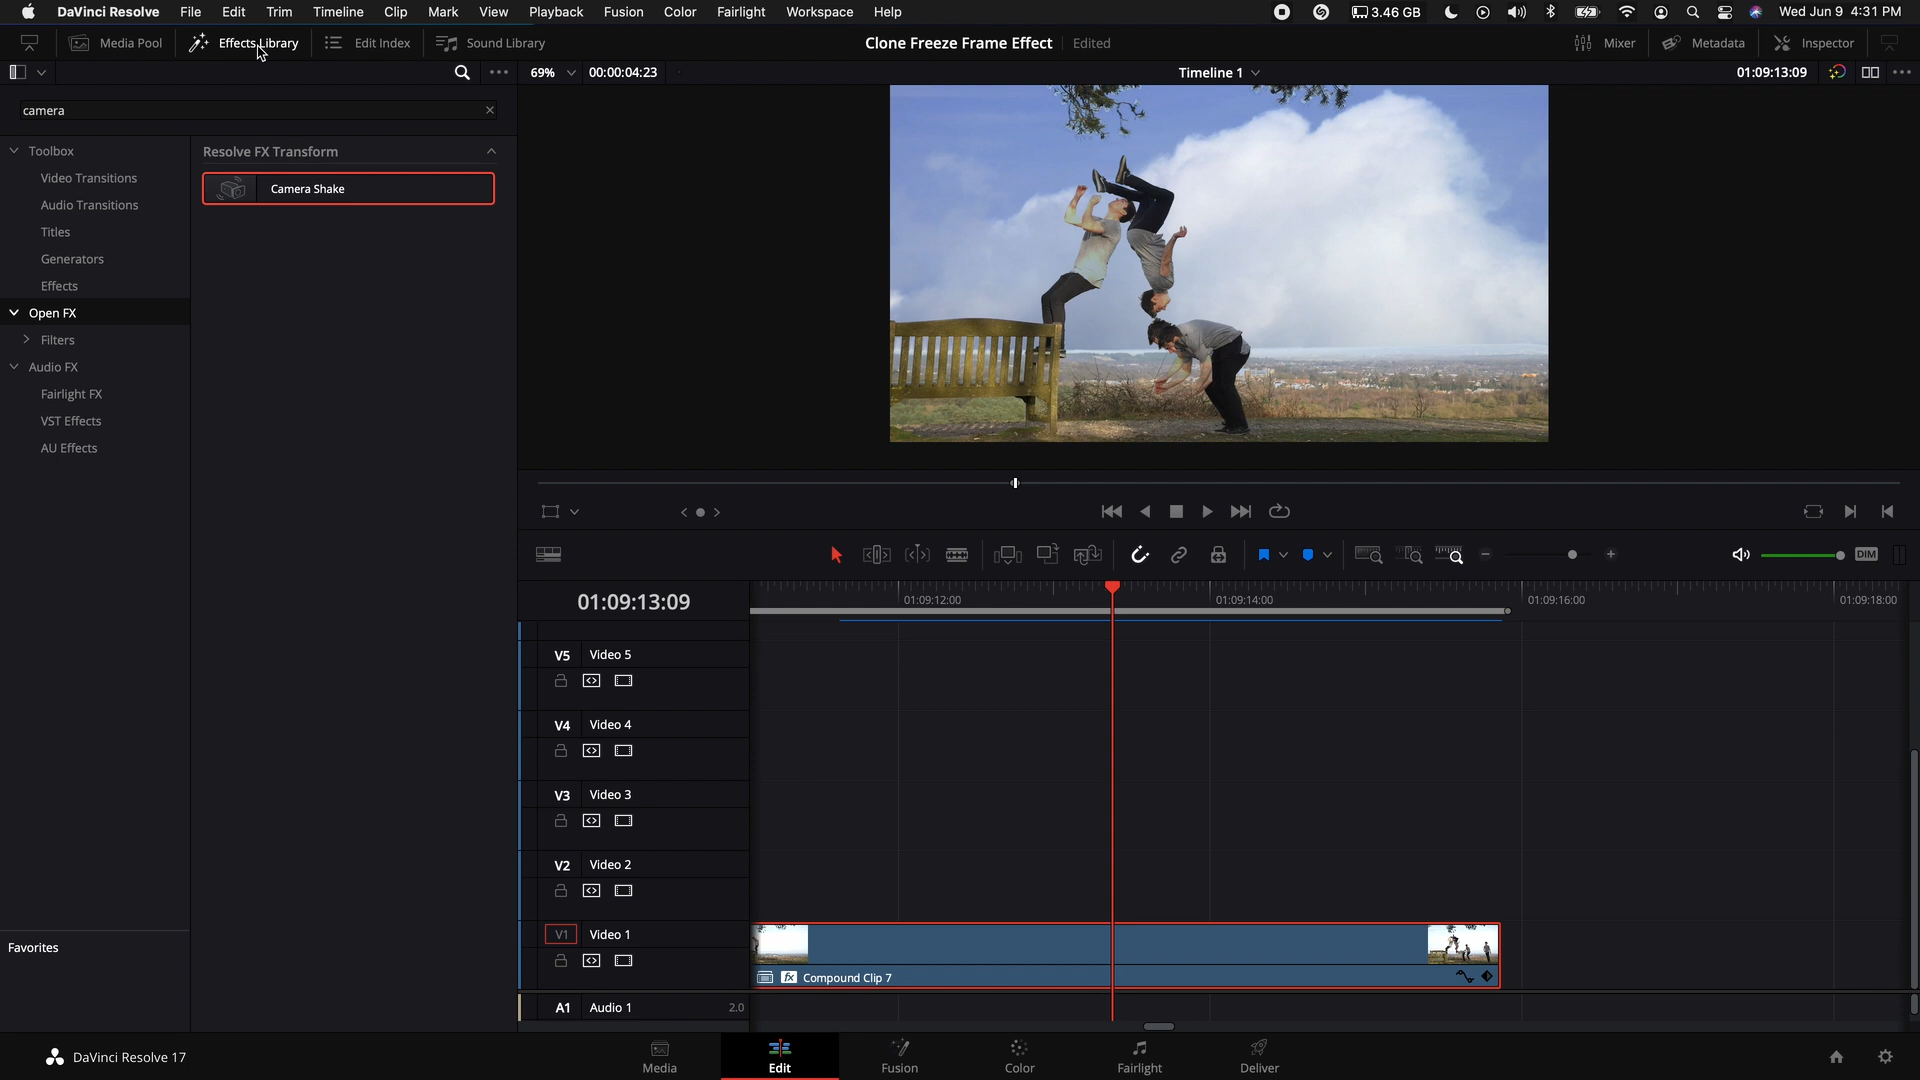 DaVinci Resolve File Edit Trim Timeline Clip Mark View Playback Fusion Color Fairlight Workspace Help 3.46 GB Wed Jun 9 4:31 PM
Media Pool Effects Library Edit Index Sound Library Clone Freeze Frame Effect Edited Mixer Metadata Inspector
69% 00:00:04:23 Timeline 1 01:09:13:09
camera
Toolbox
Video Transitions
Audio Transitions
Titles
Generators
Effects
Open FX
Filters
Audio FX
Fairlight FX
VST Effects
AU Effects
Favorites
Resolve FX Transform
Camera Shake
DIM
01:09:13:09 01:09:12:00 01:09:14:00 01:09:16:00 01:09:18:00
V5 Video 5
V4 Video 4
V3 Video 3
V2 Video 2
V1 Video 1
fx Compound Clip 7
A1 Audio 1 2.0
DaVinci Resolve 17
Media Edit Fusion Color Fairlight Deliver